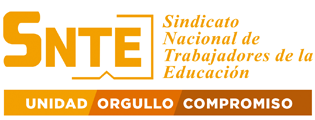 SNTE
Sindicato
Nacional de
Trabajadores de la
Educación
UNIDAD ORGULLO COMPROMISO